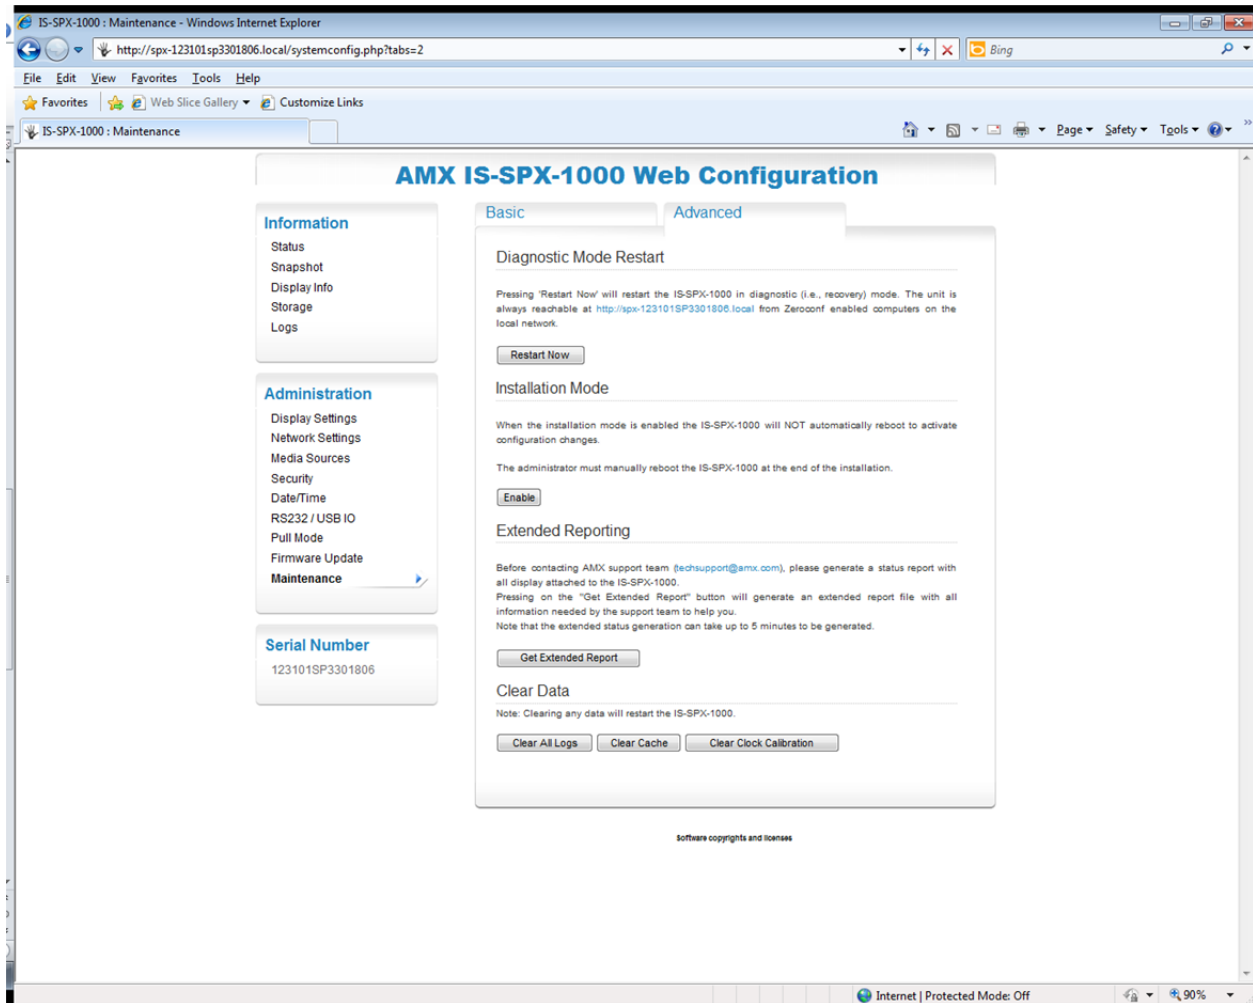 IS-SPX-1000 : Maintenance - Windows Internet Explorer
http://spx-123101sp3301806.local/systemconfig.php?tabs=2
Bing
File Edit View Favorites Tools Help
Favorites Web Slice Gallery Customize Links
IS-SPX-1000 : Maintenance
Page Safety Tools
AMX IS-SPX-1000 Web Configuration
Information
Status
Snapshot
Display Info
Storage
Logs
Administration
Display Settings
Network Settings
Media Sources
Security
Date/Time
RS232 / USB IO
Pull Mode
Firmware Update
Maintenance
Serial Number
123101SP3301806
Basic Advanced
Diagnostic Mode Restart
Pressing 'Restart Now' will restart the IS-SPX-1000 in diagnostic (i.e., recovery) mode. The unit is
always reachable at http://spx-123101SP3301806.local from Zeroconf enabled computers on the
local network.
Restart Now
Installation Mode
When the installation mode is enabled the IS-SPX-1000 will NOT automatically reboot to activate
configuration changes.
The administrator must manually reboot the IS-SPX-1000 at the end of the installation.
Enable
Extended Reporting
Before contacting AMX support team (techsupport@amx.com), please generate a status report with
all display attached to the IS-SPX-1000.
Pressing on the "Get Extended Report" button will generate an extended report file with all
information needed by the support team to help you.
Note that the extended status generation can take up to 5 minutes to be generated.
Get Extended Report
Clear Data
Note: Clearing any data will restart the IS-SPX-1000.
Clear All Logs Clear Cache Clear Clock Calibration
Software copyrights and licenses
Internet | Protected Mode: Off 90%